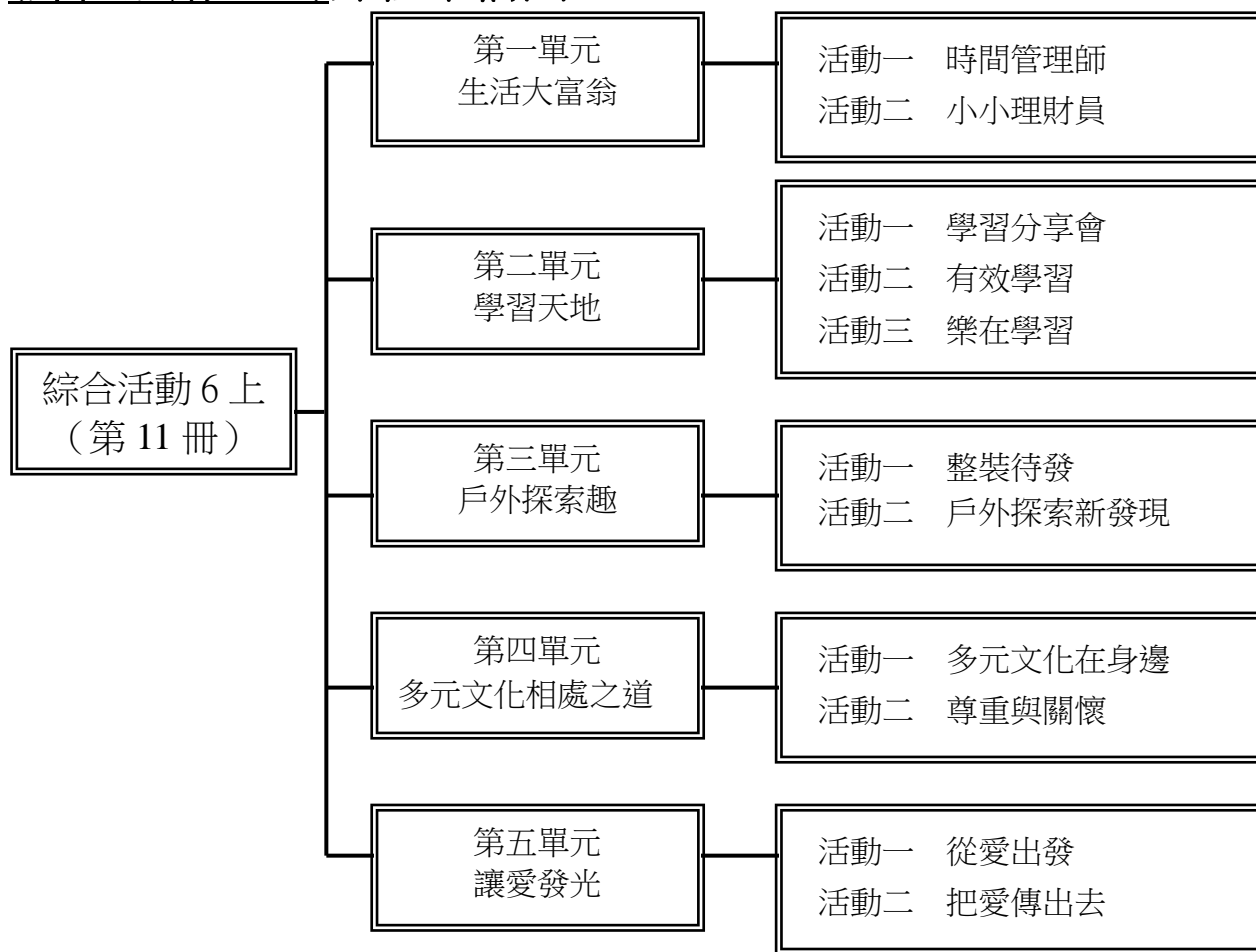 第一單元
生活大富翁
活動一 時間管理師
活動二 小小理財員
第二單元
學習天地
活動一 學習分享會
活動二 有效學習
活動三 樂在學習
綜合活動 6 上
（第 11 冊）
第三單元
戶外探索趣
活動一 整裝待發
活動二 戶外探索新發現
第四單元
多元文化相處之道
活動一 多元文化在身邊
活動二 尊重與關懷
第五單元
讓愛發光
活動一 從愛出發
活動二 把愛傳出去